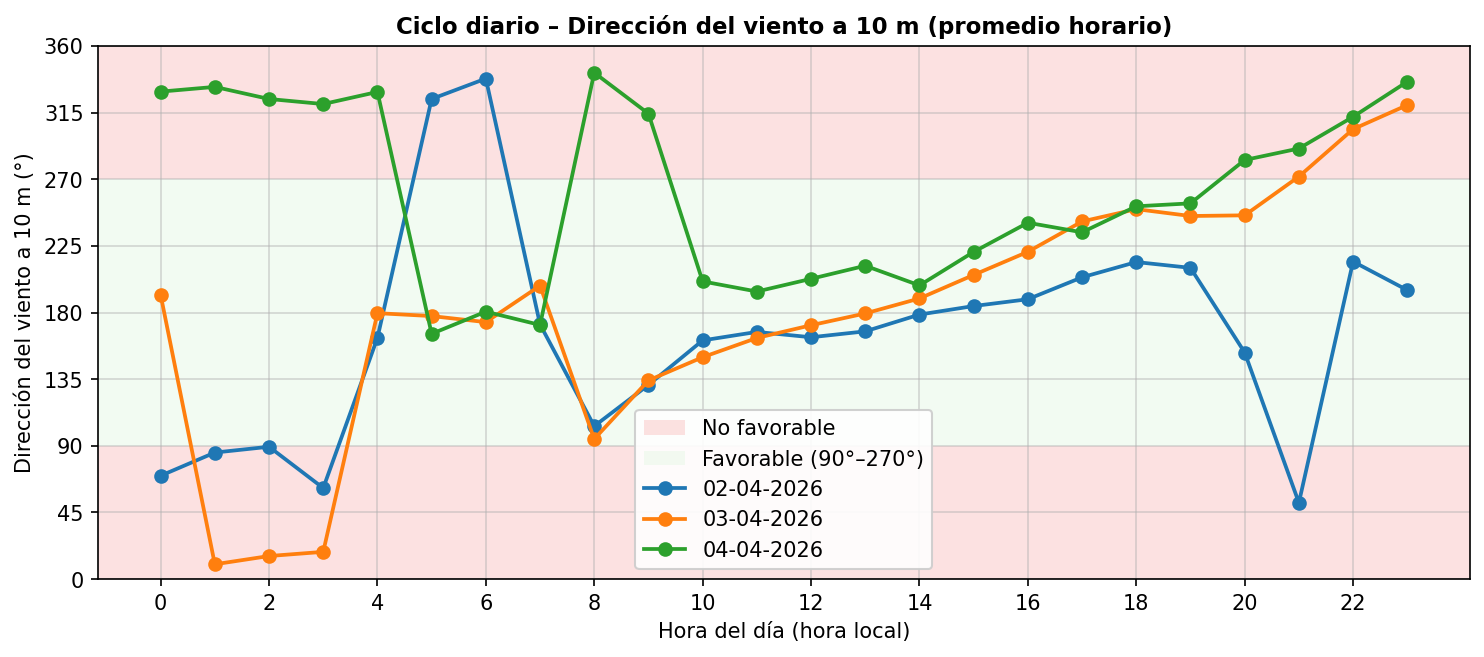 Ciclo diario – Dirección del viento a 10 m (promedio horario)
Dirección del viento a 10 m (°)
360
315
270
225
180
135
90
45
0
No favorable
Favorable (90°–270°)
02-04-2026
03-04-2026
04-04-2026
0 2 4 6 8 10 12 14 16 18 20 22
Hora del día (hora local)